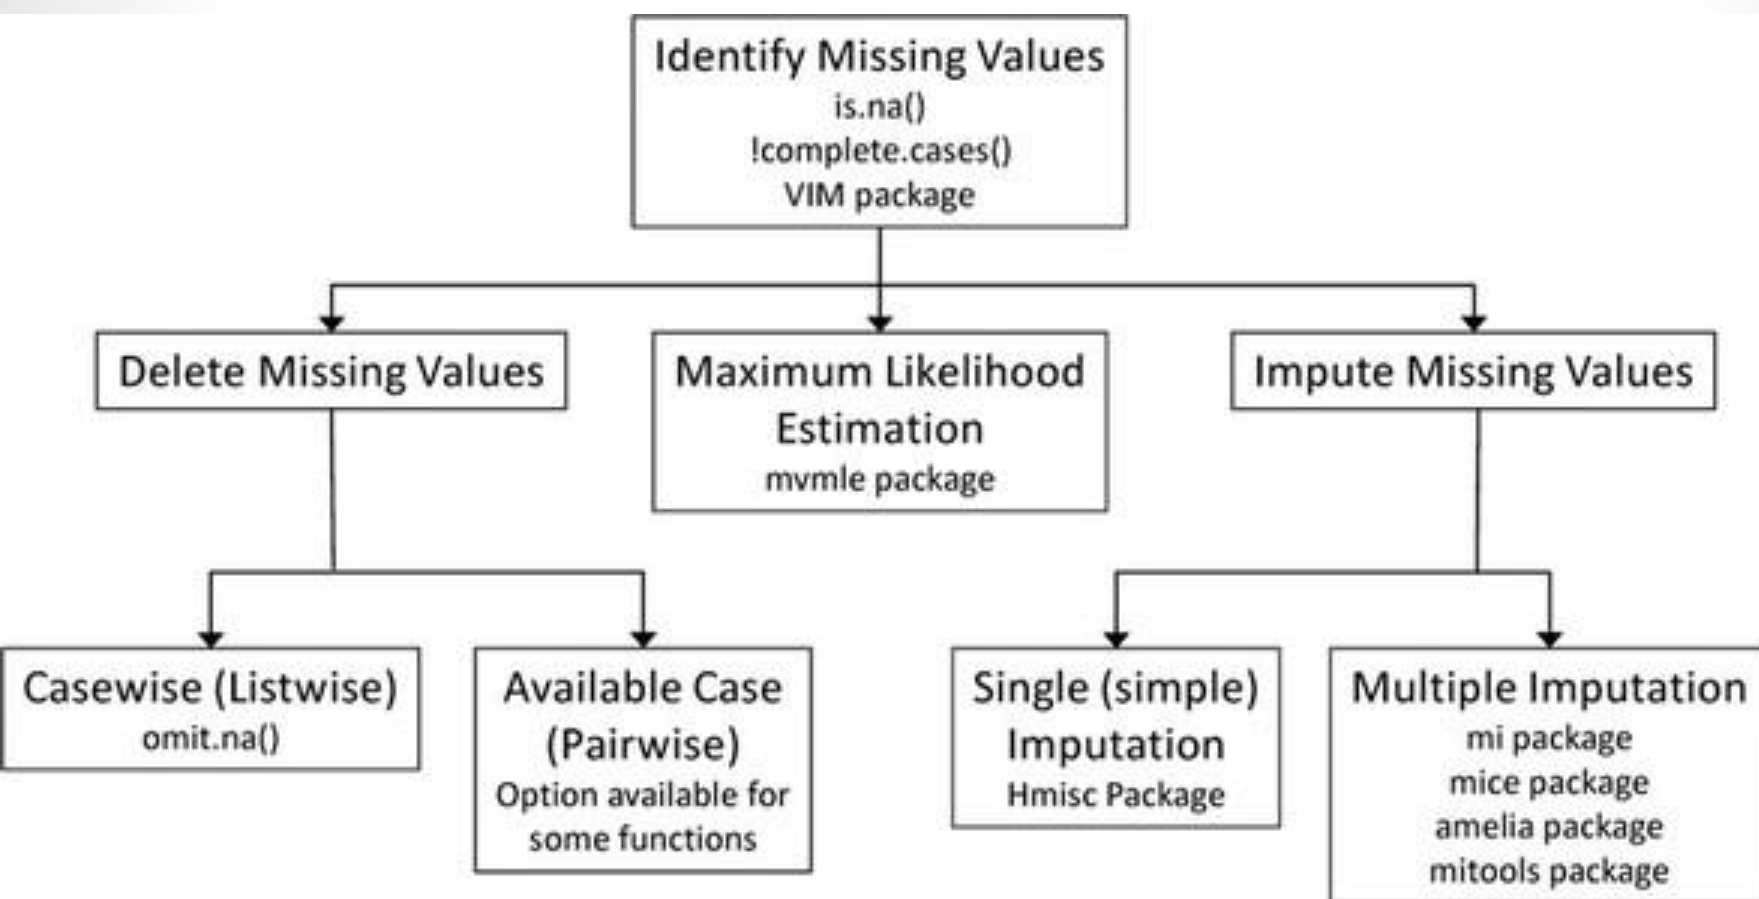 Identify Missing Values
is.na()
!complete.cases()
VIM package
Delete Missing Values
Maximum Likelihood
Estimation
mvmle package
Impute Missing Values
Casewise (Listwise)
omit.na()
Available Case
(Pairwise)
Option available for
some functions
Single (simple)
Imputation
Hmisc Package
Multiple Imputation
mi package
mice package
amelia package
mitools package